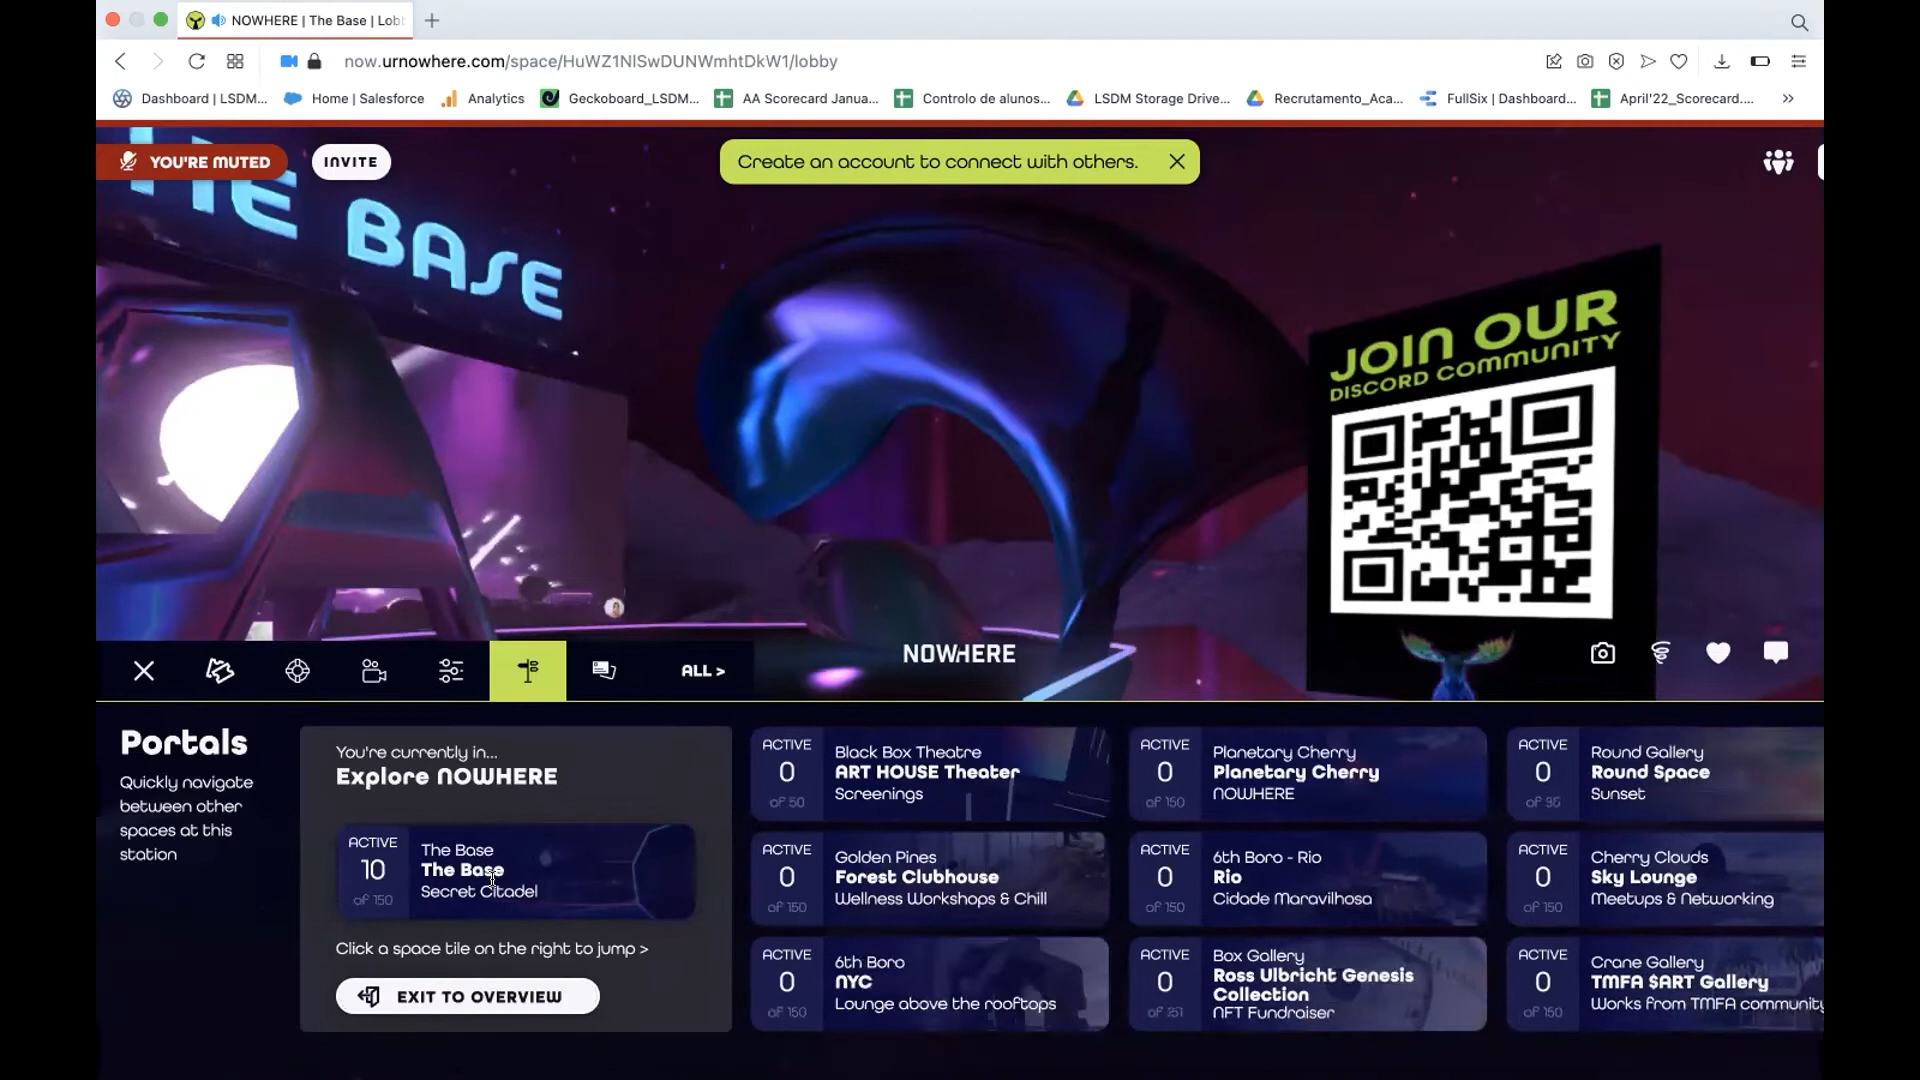 NOWHERE | The Base | Lob
now.urnowhere.com/space/HuWZ1NlSwDUNWmhtDkW1/lobby
Dashboard | LSDM...
Home | Salesforce
Analytics
Geckoboard_LSDM...
AA Scorecard Janua...
Controlo de alunos...
LSDM Storage Drive...
Recrutamento_Aca...
FullSix | Dashboard...
April'22_Scorecard....
YOU'RE MUTED
INVITE
Create an account to connect with others.
THE BASE
JOIN OUR
DISCORD COMMUNITY
ALL >
NOWHERE
Portals
Quickly navigate
between other
spaces at this
station
You're currently in...
Explore NOWHERE
ACTIVE
10
of 150
The Base
The Base
Secret Citadel
Click a space tile on the right to jump >
EXIT TO OVERVIEW
ACTIVE
0
of 50
Black Box Theatre
ART HOUSE Theater
Screenings
ACTIVE
0
of 150
Planetary Cherry
Planetary Cherry
NOWHERE
ACTIVE
0
of 35
Round Gallery
Round Space
Sunset
ACTIVE
0
of 150
Golden Pines
Forest Clubhouse
Wellness Workshops & Chill
ACTIVE
0
of 150
6th Boro - Rio
Rio
Cidade Maravilhosa
ACTIVE
0
of 150
Cherry Clouds
Sky Lounge
Meetups & Networking
ACTIVE
0
of 150
6th Boro
NYC
Lounge above the rooftops
ACTIVE
0
of 251
Box Gallery
Ross Ulbricht Genesis
Collection
NFT Fundraiser
ACTIVE
0
of 150
Crane Gallery
TMFA $ART Gallery
Works from TMFA community